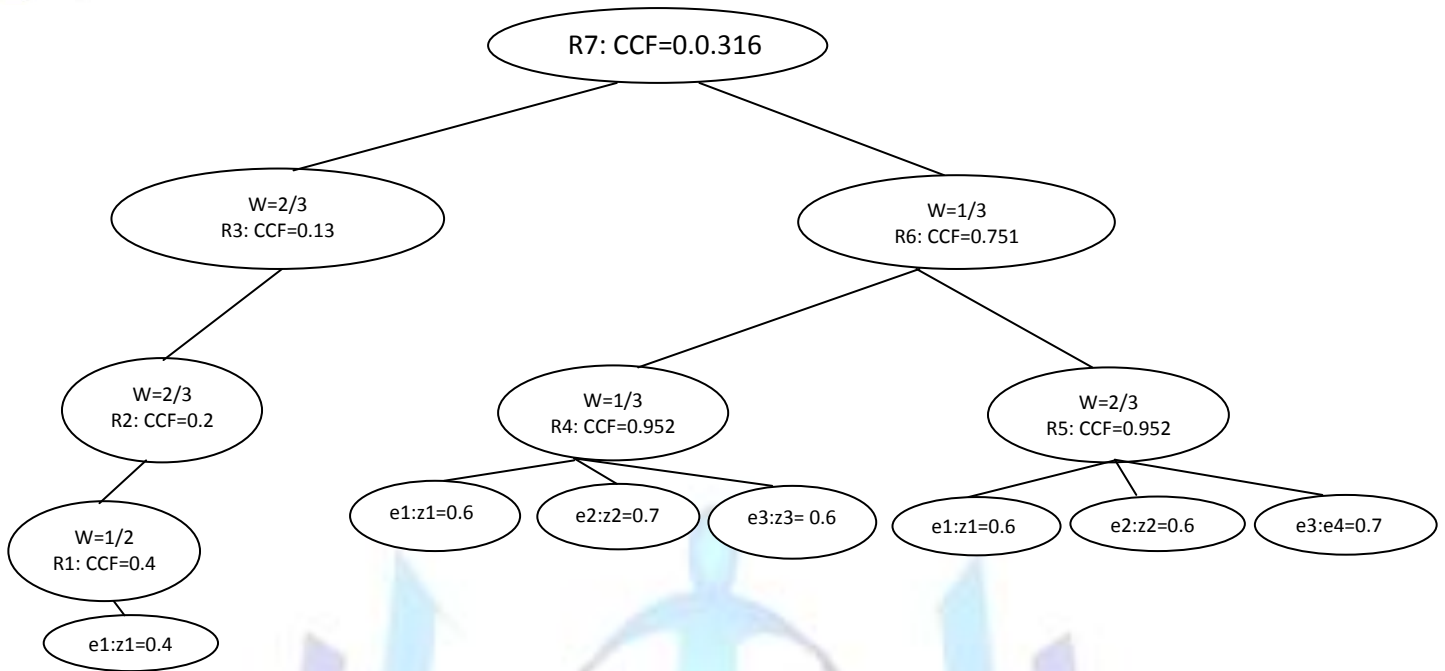 R7: CCF=0.0.316
W=2/3
R3: CCF=0.13
W=1/3
R6: CCF=0.751
W=2/3
R2: CCF=0.2
W=1/3
R4: CCF=0.952
W=2/3
R5: CCF=0.952
e1:z1=0.6
e2:z2=0.7
e3:z3= 0.6
e1:z1=0.6
e2:z2=0.6
e3:e4=0.7
W=1/2
R1: CCF=0.4
e1:z1=0.4